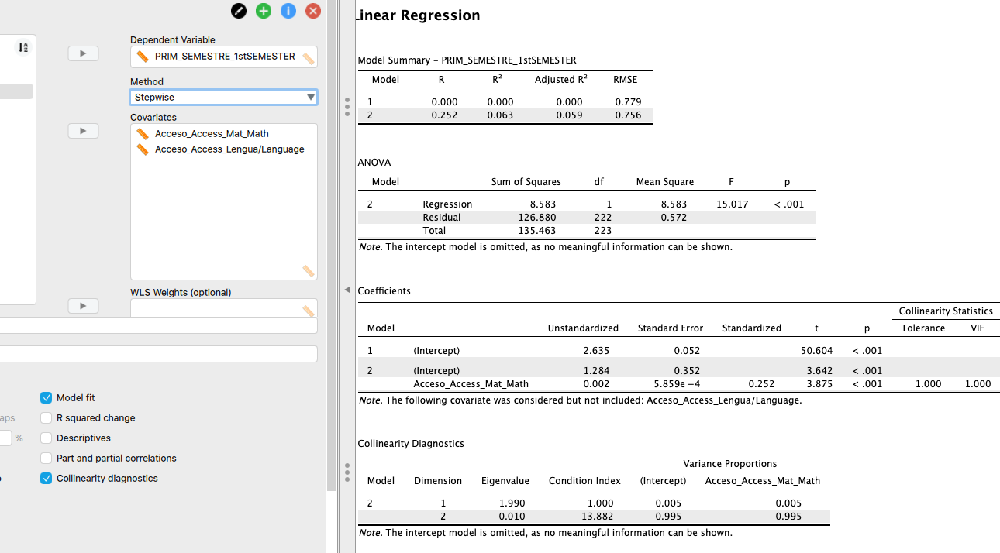 Dependent Variable
PRIM_SEMESTRE_1stSEMESTER
Method
Stepwise
Covariates
Acceso_Access_Mat_Math
Acceso_Access_Lengua/Language
WLS Weights (optional)
Model fit
R squared change
%
Descriptives
Part and partial correlations
Collinearity diagnostics
Linear Regression
Model Summary – PRIM_SEMESTRE_1stSEMESTER
Model R R² Adjusted R² RMSE
1 0.000 0.000 0.000 0.779
2 0.252 0.063 0.059 0.756
ANOVA
Model Sum of Squares df Mean Square F p
2 Regression 8.583 1 8.583 15.017 < .001
Residual 126.880 222 0.572
Total 135.463 223
Note. The intercept model is omitted, as no meaningful information can be shown.
Coefficients
Collinearity Statistics
Model Unstandardized Standard Error Standardized t p Tolerance VIF
1 (Intercept) 2.635 0.052 50.604 < .001
2 (Intercept) 1.284 0.352 3.642 < .001
Acceso_Access_Mat_Math 0.002 5.859e −4 0.252 3.875 < .001 1.000 1.000
Note. The following covariate was considered but not included: Acceso_Access_Lengua/Language.
Collinearity Diagnostics
Variance Proportions
Model Dimension Eigenvalue Condition Index (Intercept) Acceso_Access_Mat_Math
2 1 1.990 1.000 0.005 0.005
2 0.010 13.882 0.995 0.995
Note. The intercept model is omitted, as no meaningful information can be shown.